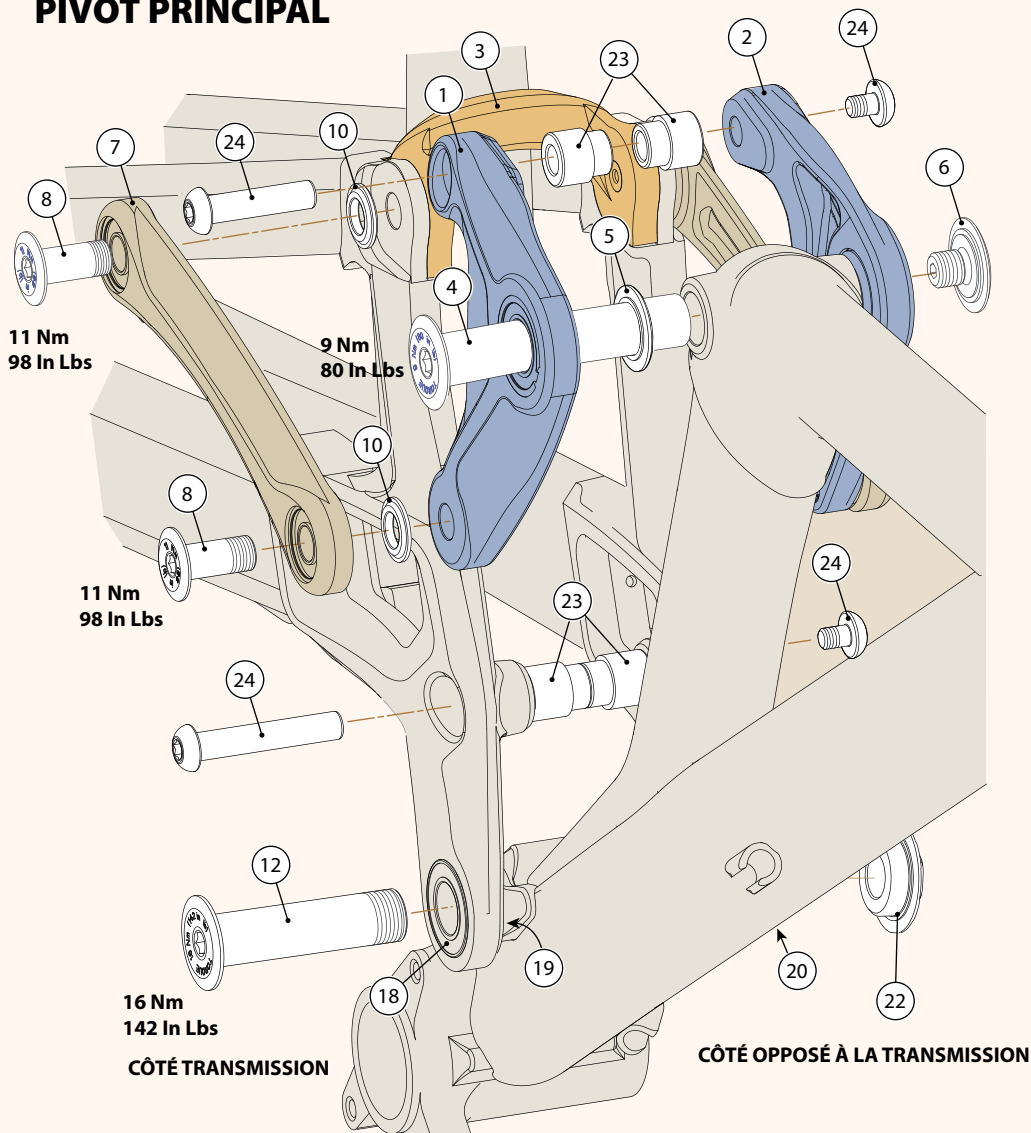 PIVOT PRINCIPAL
24
2
3
23
1
10
24
7
6
8
5
4
11 Nm
98 In Lbs
9 Nm
80 In Lbs
10
8
24
11 Nm
98 In Lbs
23
24
12
19
20
18
22
16 Nm
142 In Lbs
CÔTÉ TRANSMISSION
CÔTÉ OPPOSÉ À LA TRANSMISSION